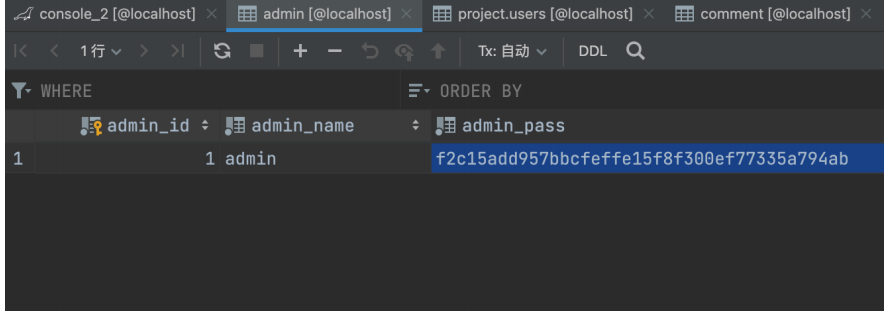 console_2 [@localhost] admin [@localhost] project.users [@localhost] comment [@localhost]
1行 Tx: 自动 DDL
WHERE ORDER BY
admin_id admin_name admin_pass
1 1 admin f2c15add957bbcfeffe15f8f300ef77335a794ab